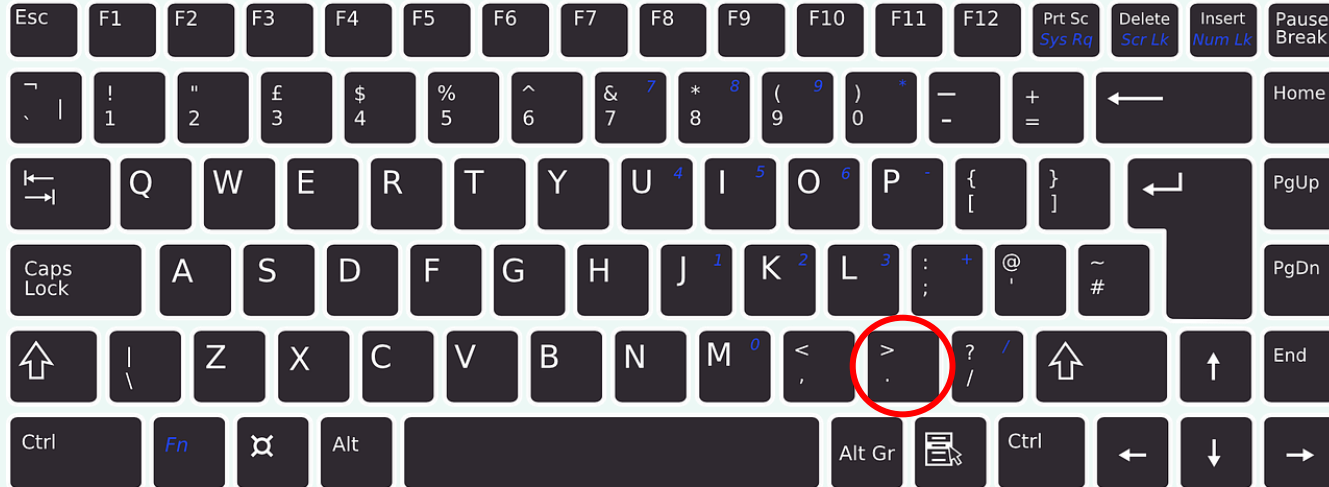 Esc F1 F2 F3 F4 F5 F6 F7 F8 F9 F10 F11 F12 Prt Sc Delete Insert Pause
Sys Rq Scr Lk Num Lk Break
¬ ! " £ $ % ^ & 7 * 8 ( 9 ) * — + Home
` | 1 2 3 4 5 6 7 8 9 0 - =
Q W E R T Y U 4 I 5 O 6 P - { } PgUp
[ ]
Caps A S D F G H J 1 K 2 L 3 : + @ ~ PgDn
Lock ; ' #
| Z X C V B N M 0 < > ? / End
\ , . /
Ctrl Fn ¤ Alt Alt Gr Ctrl